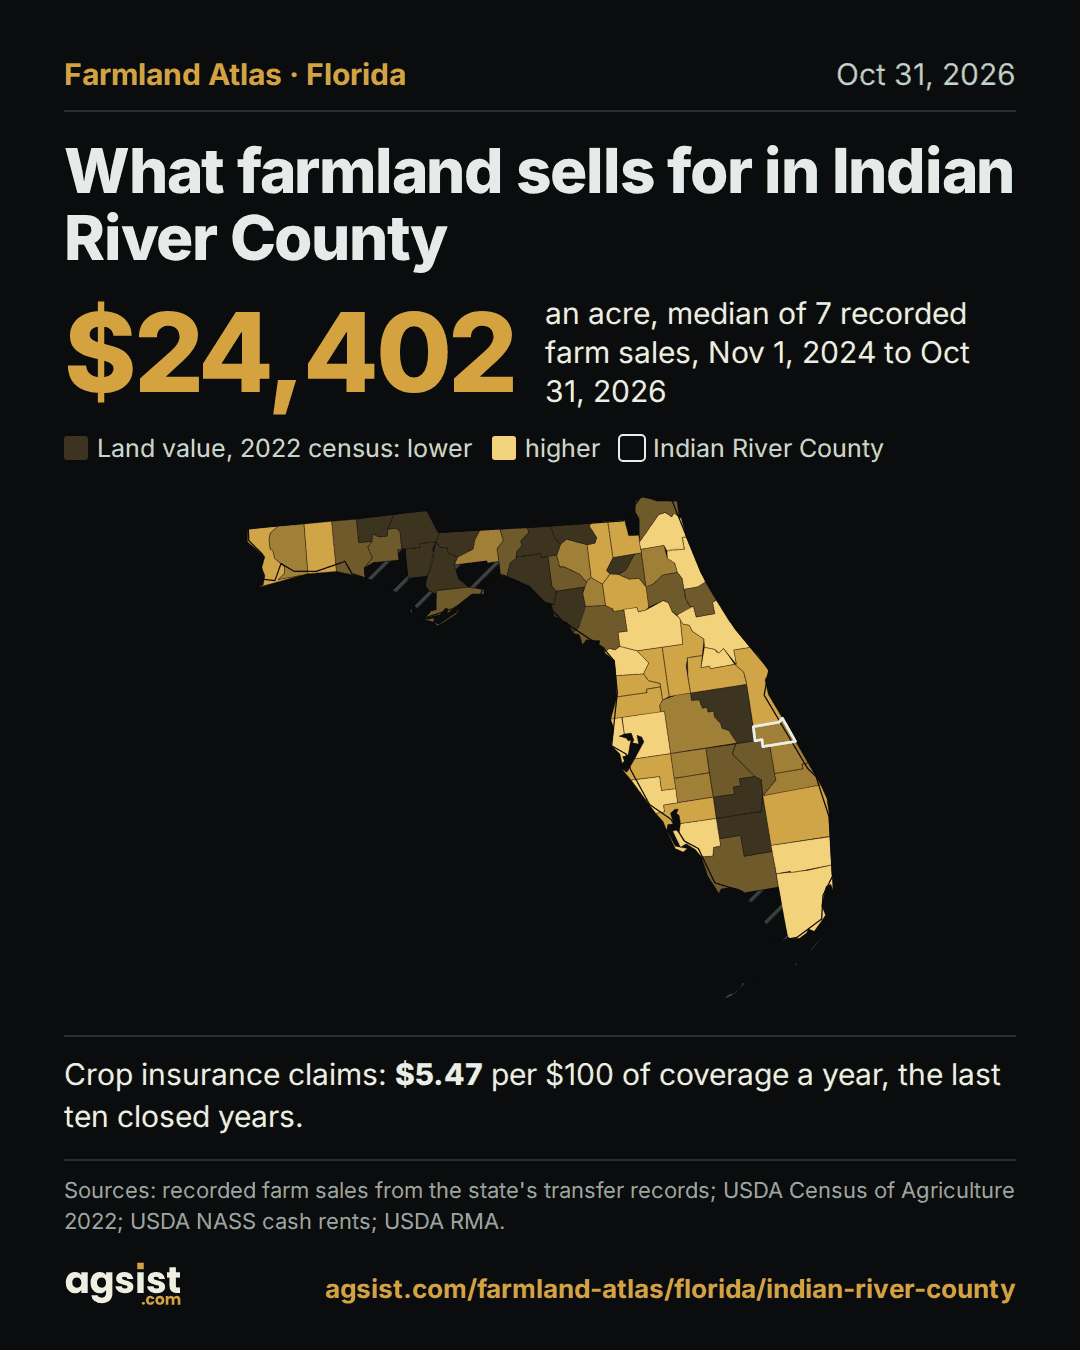 Farmland Atlas · Florida
Oct 31, 2026
What farmland sells for in Indian
River County
$24,402
an acre, median of 7 recorded
farm sales, Nov 1, 2024 to Oct
31, 2026
Land value, 2022 census: lower
higher
Indian River County
Crop insurance claims: $5.47 per $100 of coverage a year, the last
ten closed years.
Sources: recorded farm sales from the state's transfer records; USDA Census of Agriculture
2022; USDA NASS cash rents; USDA RMA.
agsist
.com
agsist.com/farmland-atlas/florida/indian-river-county